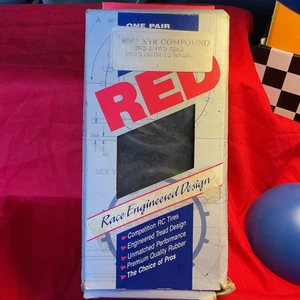 ONE PAIR
COMPOUND
RED
Race Engineered Design
Competition RC Tires
Engineered Tread Design
Unmatched Performance
Premium Quality Rubber
The Choice of Pros
SIDE V